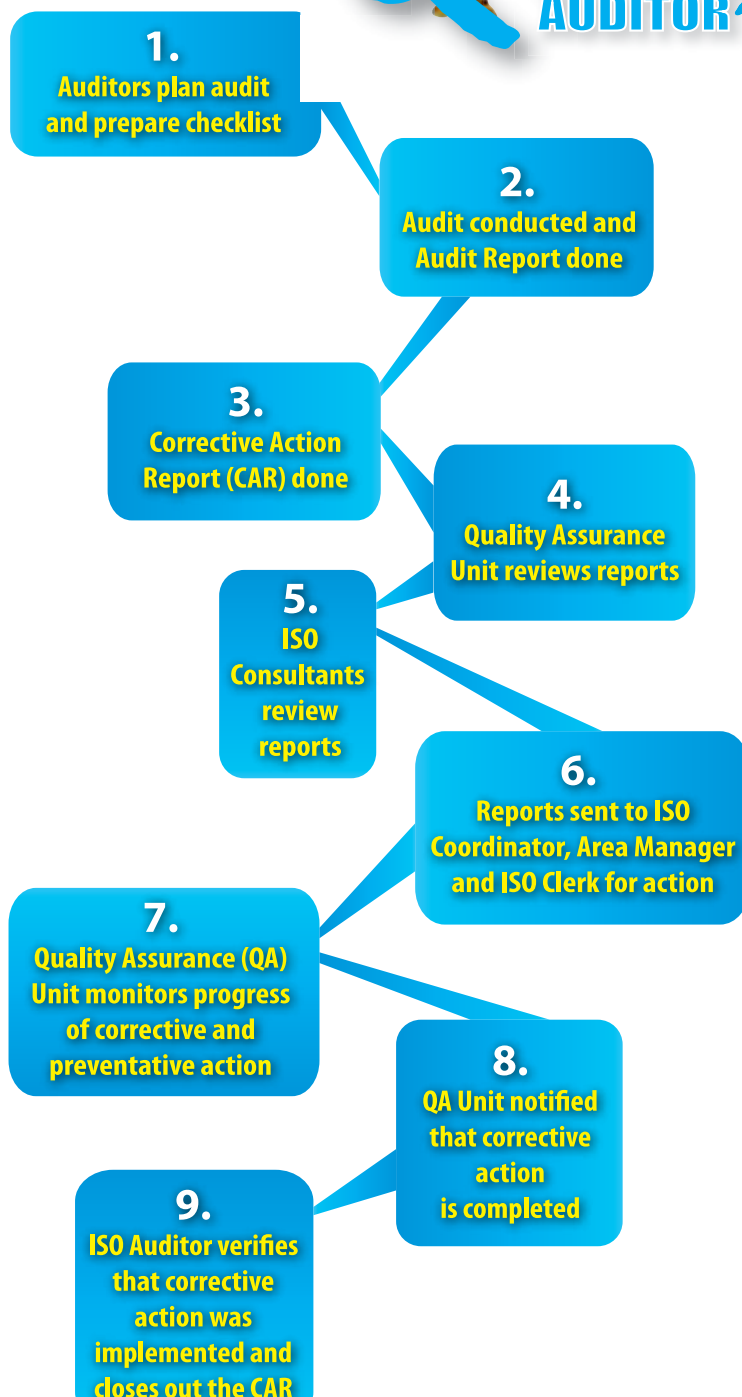 AUDITOR
1.
Auditors plan audit
and prepare checklist
2.
Audit conducted and
Audit Report done
3.
Corrective Action
Report (CAR) done
4.
Quality Assurance
Unit reviews reports
5.
ISO
Consultants
review
reports
6.
Reports sent to ISO
Coordinator, Area Manager
and ISO Clerk for action
7.
Quality Assurance (QA)
Unit monitors progress
of corrective and
preventative action
8.
QA Unit notified
that corrective
action
is completed
9.
ISO Auditor verifies
that corrective
action was
implemented and
closes out the CAR